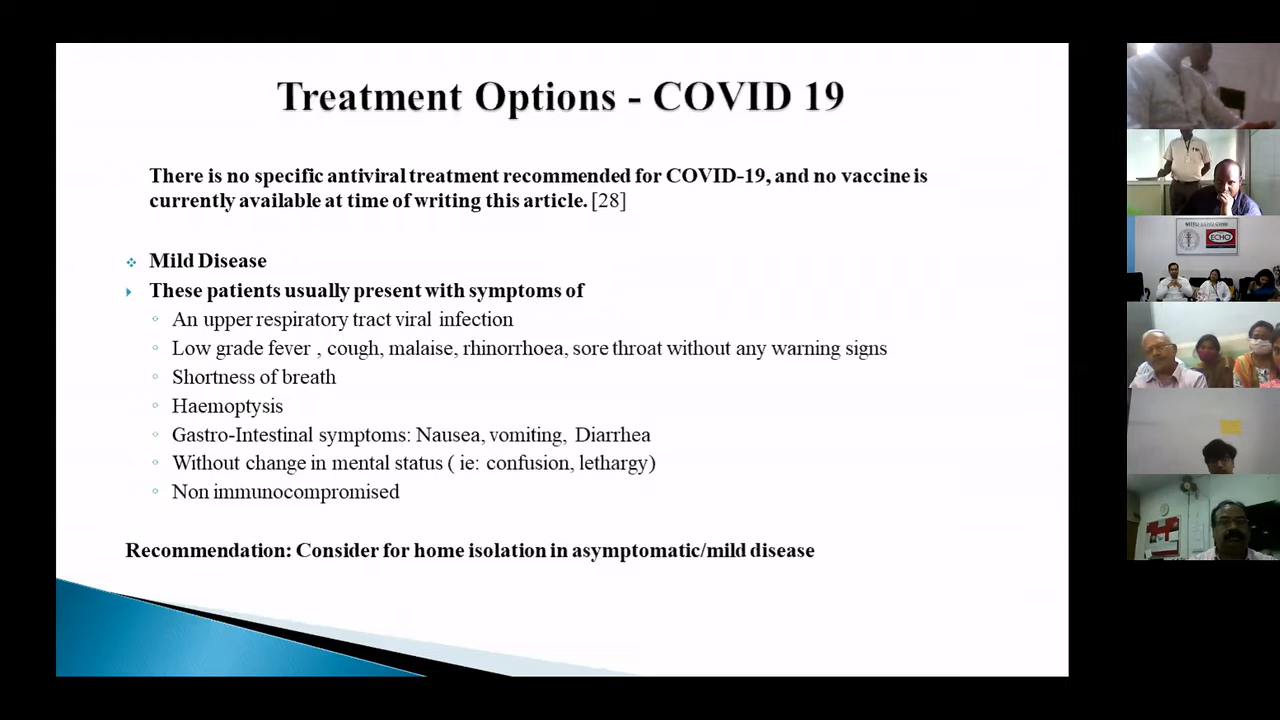 Treatment Options - COVID 19
There is no specific antiviral treatment recommended for COVID-19, and no vaccine is
currently available at time of writing this article. [28]
Mild Disease
These patients usually present with symptoms of
An upper respiratory tract viral infection
Low grade fever , cough, malaise, rhinorrhoea, sore throat without any warning signs
Shortness of breath
Haemoptysis
Gastro-Intestinal symptoms: Nausea, vomiting, Diarrhea
Without change in mental status ( ie: confusion, lethargy)
Non immunocompromised
Recommendation: Consider for home isolation in asymptomatic/mild disease
ECHO